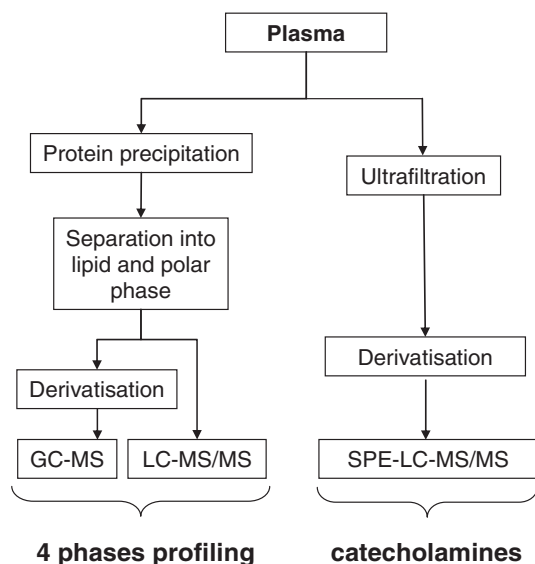 Plasma
Protein precipitation
Ultrafiltration
Separation into
lipid and polar
phase
Derivatisation
Derivatisation
GC-MS
LC-MS/MS
SPE-LC-MS/MS
4 phases profiling
catecholamines